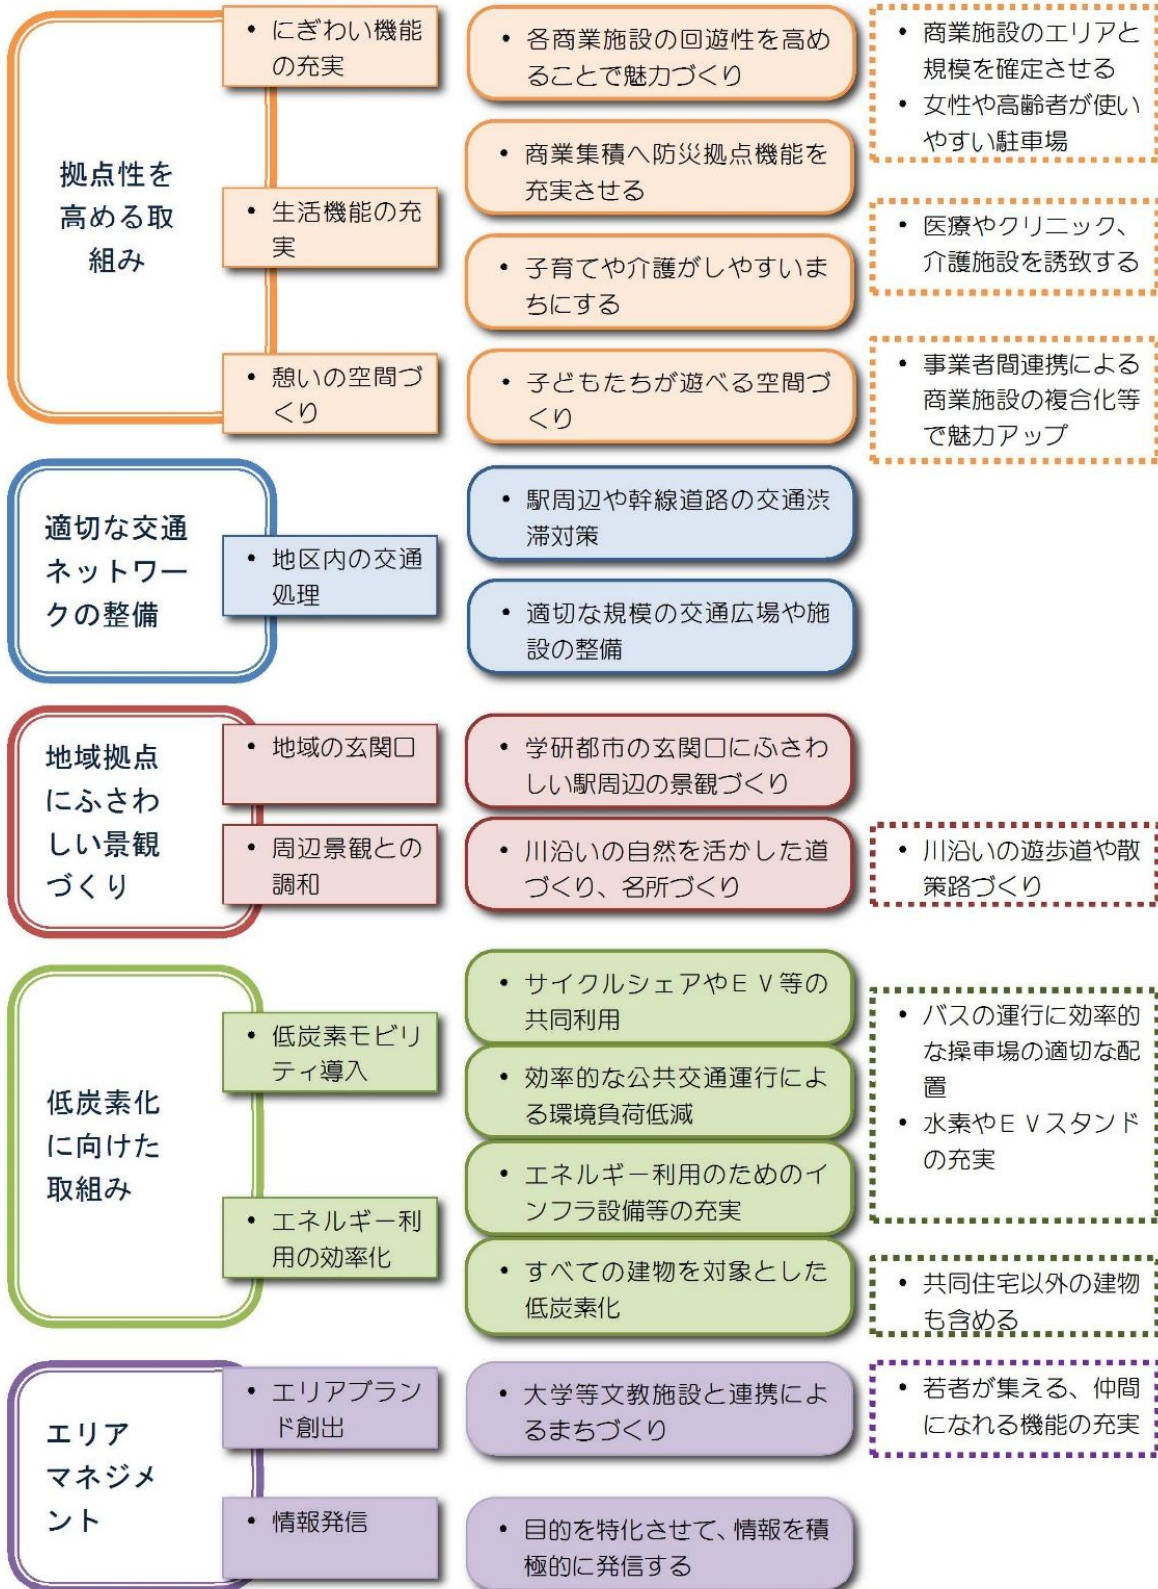 拠点性を
高める取
組み
• にぎわい機能
の充実
• 生活機能の充
実
• 憩いの空間づ
くり
• 各商業施設の回遊性を高め
ることで魅力づくり
• 商業集積へ防災拠点機能を
充実させる
• 子育てや介護がしやすいま
ちにする
• 子どもたちが遊べる空間づ
くり
• 商業施設のエリアと
規模を確定させる
• 女性や高齢者が使い
やすい駐車場
• 医療やクリニック、
介護施設を誘致する
• 事業者間連携による
商業施設の複合化等
で魅力アップ
適切な交通
ネットワー
クの整備
• 地区内の交通
処理
• 駅周辺や幹線道路の交通渋
滞対策
• 適切な規模の交通広場や施
設の整備
地域拠点
にふさわ
しい景観
づくり
• 地域の玄関口
• 周辺景観との
調和
• 学研都市の玄関口にふさわ
しい駅周辺の景観づくり
• 川沿いの自然を活かした道
づくり、名所づくり
• 川沿いの遊歩道や散
策路づくり
低炭素化
に向けた
取組み
• 低炭素モビリ
ティ導入
• エネルギー利
用の効率化
• サイクルシェアやＥＶ等の
共同利用
• 効率的な公共交通運行によ
る環境負荷低減
• エネルギー利用のためのイ
ンフラ設備等の充実
• すべての建物を対象とした
低炭素化
• バスの運行に効率的
な操車場の適切な配
置
• 水素やＥＶスタンド
の充実
• 共同住宅以外の建物
も含める
エリア
マネジメ
ント
• エリアブラン
ド創出
• 情報発信
• 大学等文教施設と連携によ
るまちづくり
• 目的を特化させて、情報を積
極的に発信する
• 若者が集える、仲間
になれる機能の充実